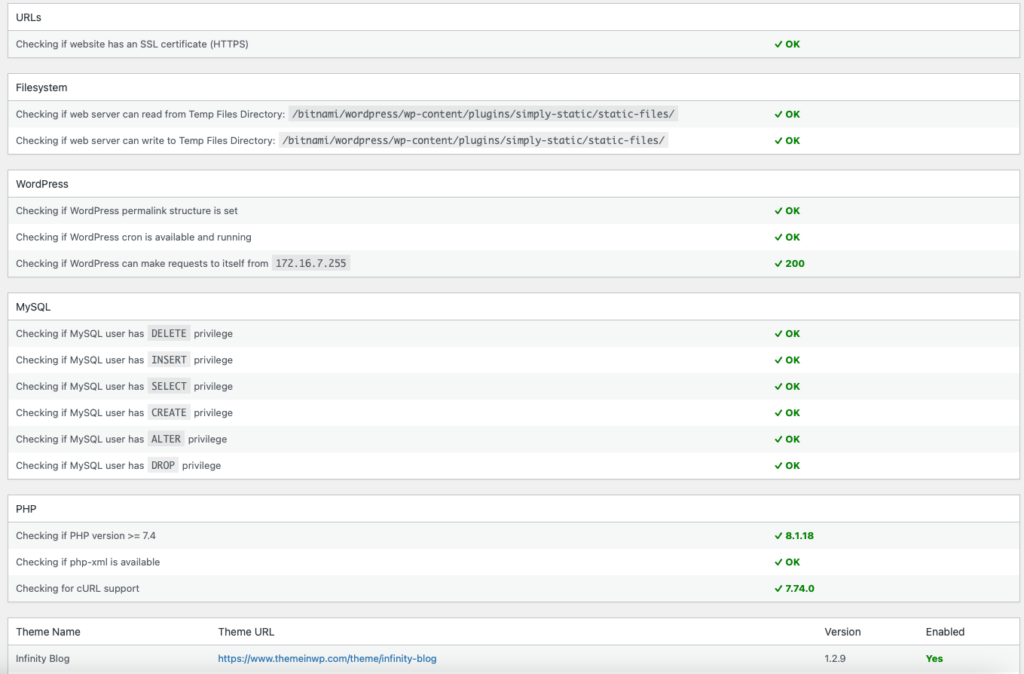 URLs
Checking if website has an SSL certificate (HTTPS) ✓ OK
Filesystem
Checking if web server can read from Temp Files Directory: /bitnami/wordpress/wp-content/plugins/simply-static/static-files/ ✓ OK
Checking if web server can write to Temp Files Directory: /bitnami/wordpress/wp-content/plugins/simply-static/static-files/ ✓ OK
WordPress
Checking if WordPress permalink structure is set ✓ OK
Checking if WordPress cron is available and running ✓ OK
Checking if WordPress can make requests to itself from 172.16.7.255 ✓ 200
MySQL
Checking if MySQL user has DELETE privilege ✓ OK
Checking if MySQL user has INSERT privilege ✓ OK
Checking if MySQL user has SELECT privilege ✓ OK
Checking if MySQL user has CREATE privilege ✓ OK
Checking if MySQL user has ALTER privilege ✓ OK
Checking if MySQL user has DROP privilege ✓ OK
PHP
Checking if PHP version >= 7.4 ✓ 8.1.18
Checking if php-xml is available ✓ OK
Checking for cURL support ✓ 7.74.0
Theme Name Theme URL Version Enabled
Infinity Blog https://www.themeinwp.com/theme/infinity-blog 1.2.9 Yes